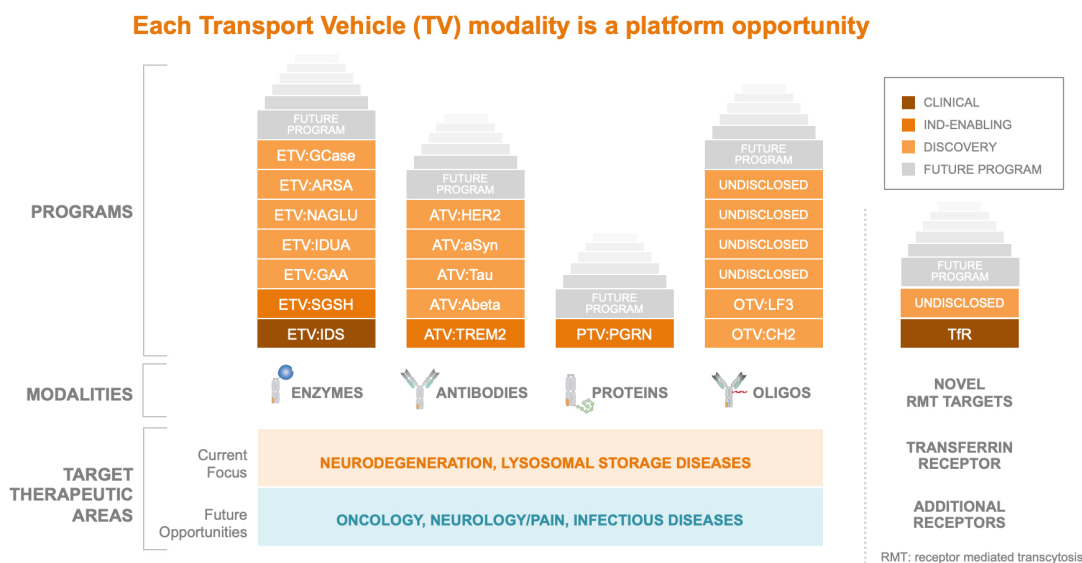 Each Transport Vehicle (TV) modality is a platform opportunity
PROGRAMS
FUTURE
PROGRAM
ETV:GCase
ETV:ARSA
ETV:NAGLU
ETV:IDUA
ETV:GAA
ETV:SGSH
ETV:IDS
FUTURE
PROGRAM
ATV:HER2
ATV:aSyn
ATV:Tau
ATV:Abeta
ATV:TREM2
FUTURE
PROGRAM
PTV:PGRN
FUTURE
PROGRAM
UNDISCLOSED
UNDISCLOSED
UNDISCLOSED
UNDISCLOSED
OTV:LF3
OTV:CH2
CLINICAL
IND-ENABLING
DISCOVERY
FUTURE PROGRAM
FUTURE
PROGRAM
UNDISCLOSED
TfR
MODALITIES
ENZYMES
ANTIBODIES
PROTEINS
OLIGOS
NOVEL
RMT TARGETS
TARGET
THERAPEUTIC
AREAS
Current
Focus
NEURODEGENERATION, LYSOSOMAL STORAGE DISEASES
TRANSFERRIN
RECEPTOR
Future
Opportunities
ONCOLOGY, NEUROLOGY/PAIN, INFECTIOUS DISEASES
ADDITIONAL
RECEPTORS
RMT: receptor mediated transcytosis